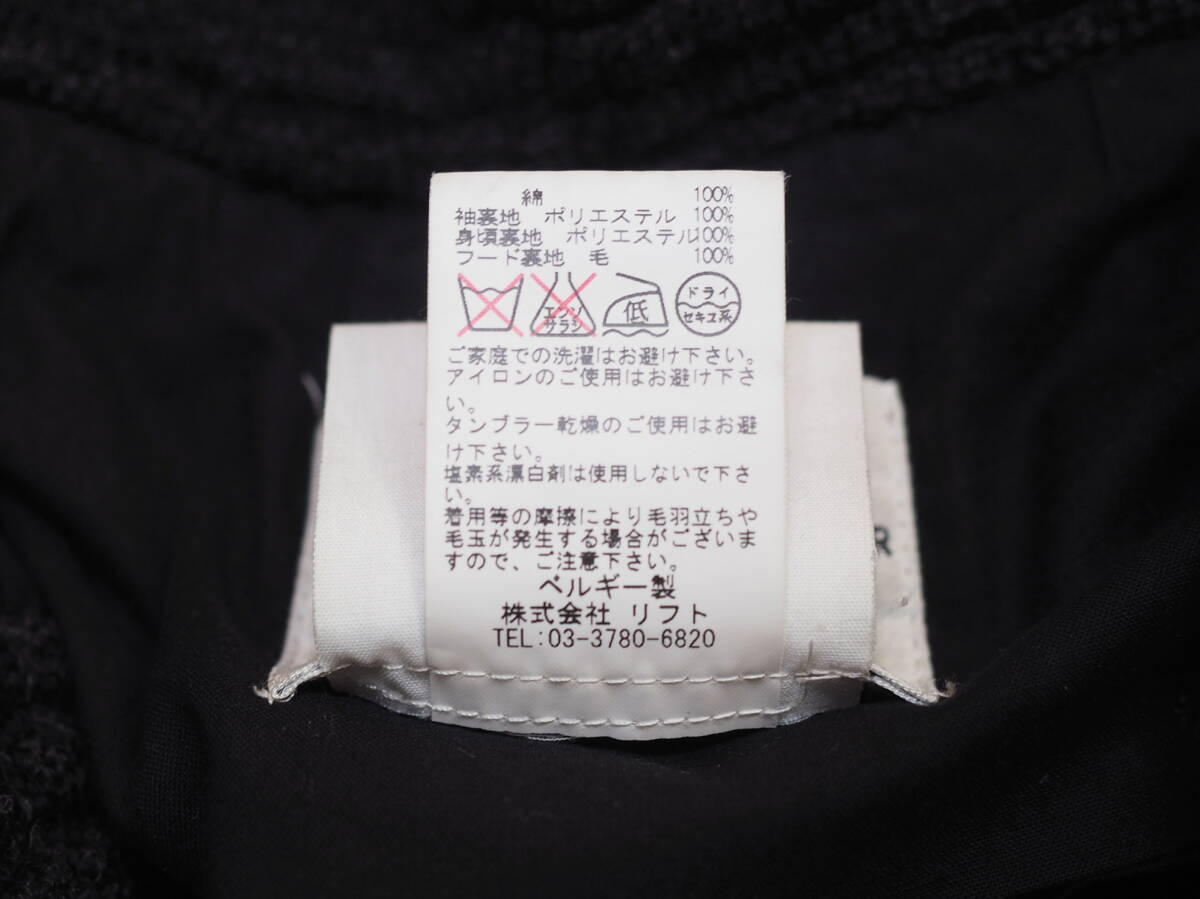 綿 100%
袖裏地 ポリエステル 100%
身頃裏地 ポリエステル100%
フード裏地 毛 100%
エンソサラシ 低 ドライセキユ系
ご家庭での洗濯はお避け下さい。
アイロンのご使用はお避け下さ
い。
タンブラー乾燥のご使用はお避
け下さい。
塩素系漂白剤は使用しないで下さ
い。
着用等の摩擦により毛羽立ちや
毛玉が発生する場合がございま
すので、ご注意下さい。
ベルギー製
株式会社 リフト
TEL:03-3780-6820
R